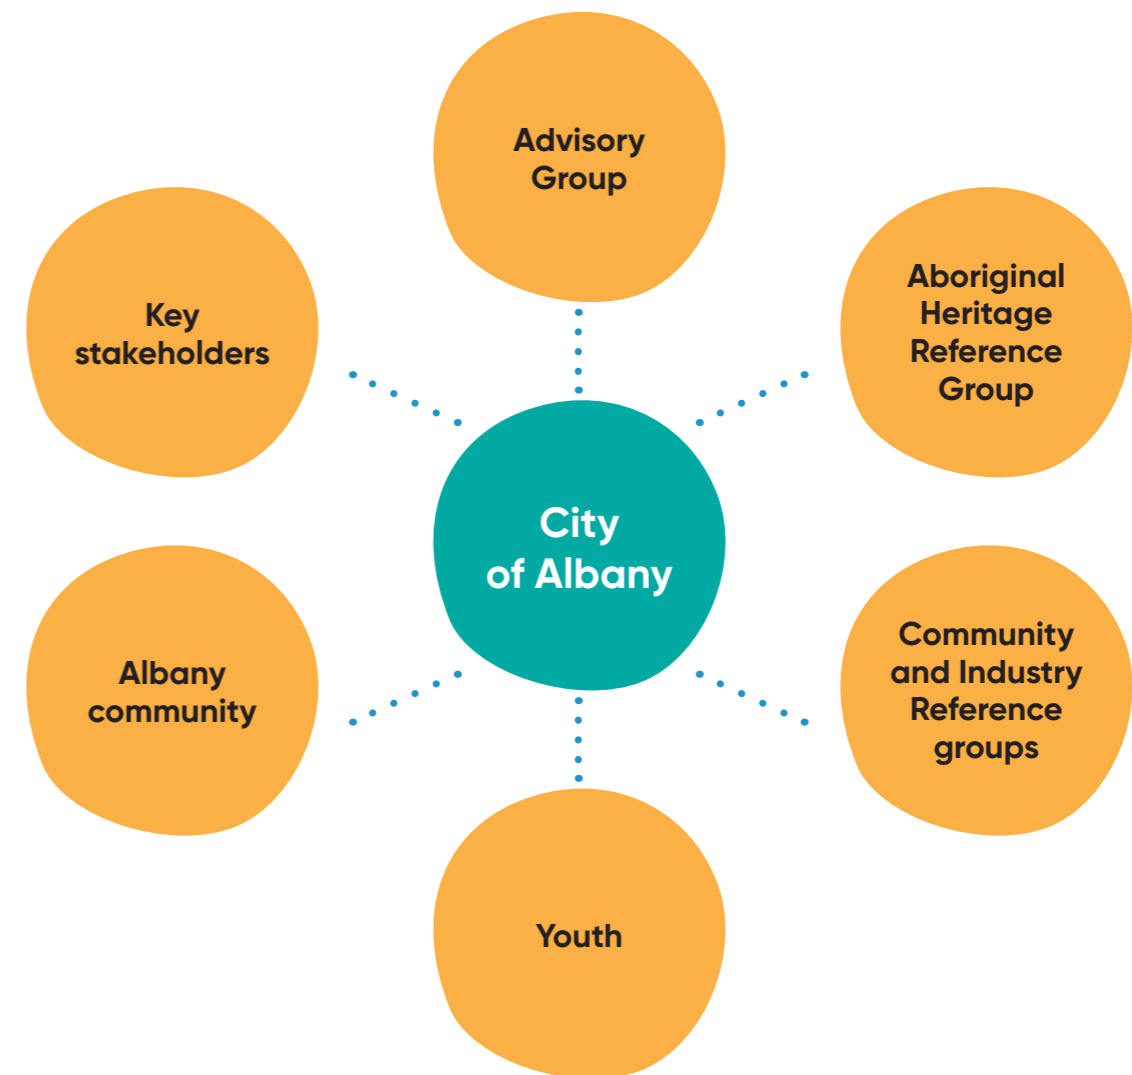 Advisory
Group
Key
stakeholders
Aboriginal
Heritage
Reference
Group
City
of Albany
Albany
community
Community
and Industry
Reference
groups
Youth